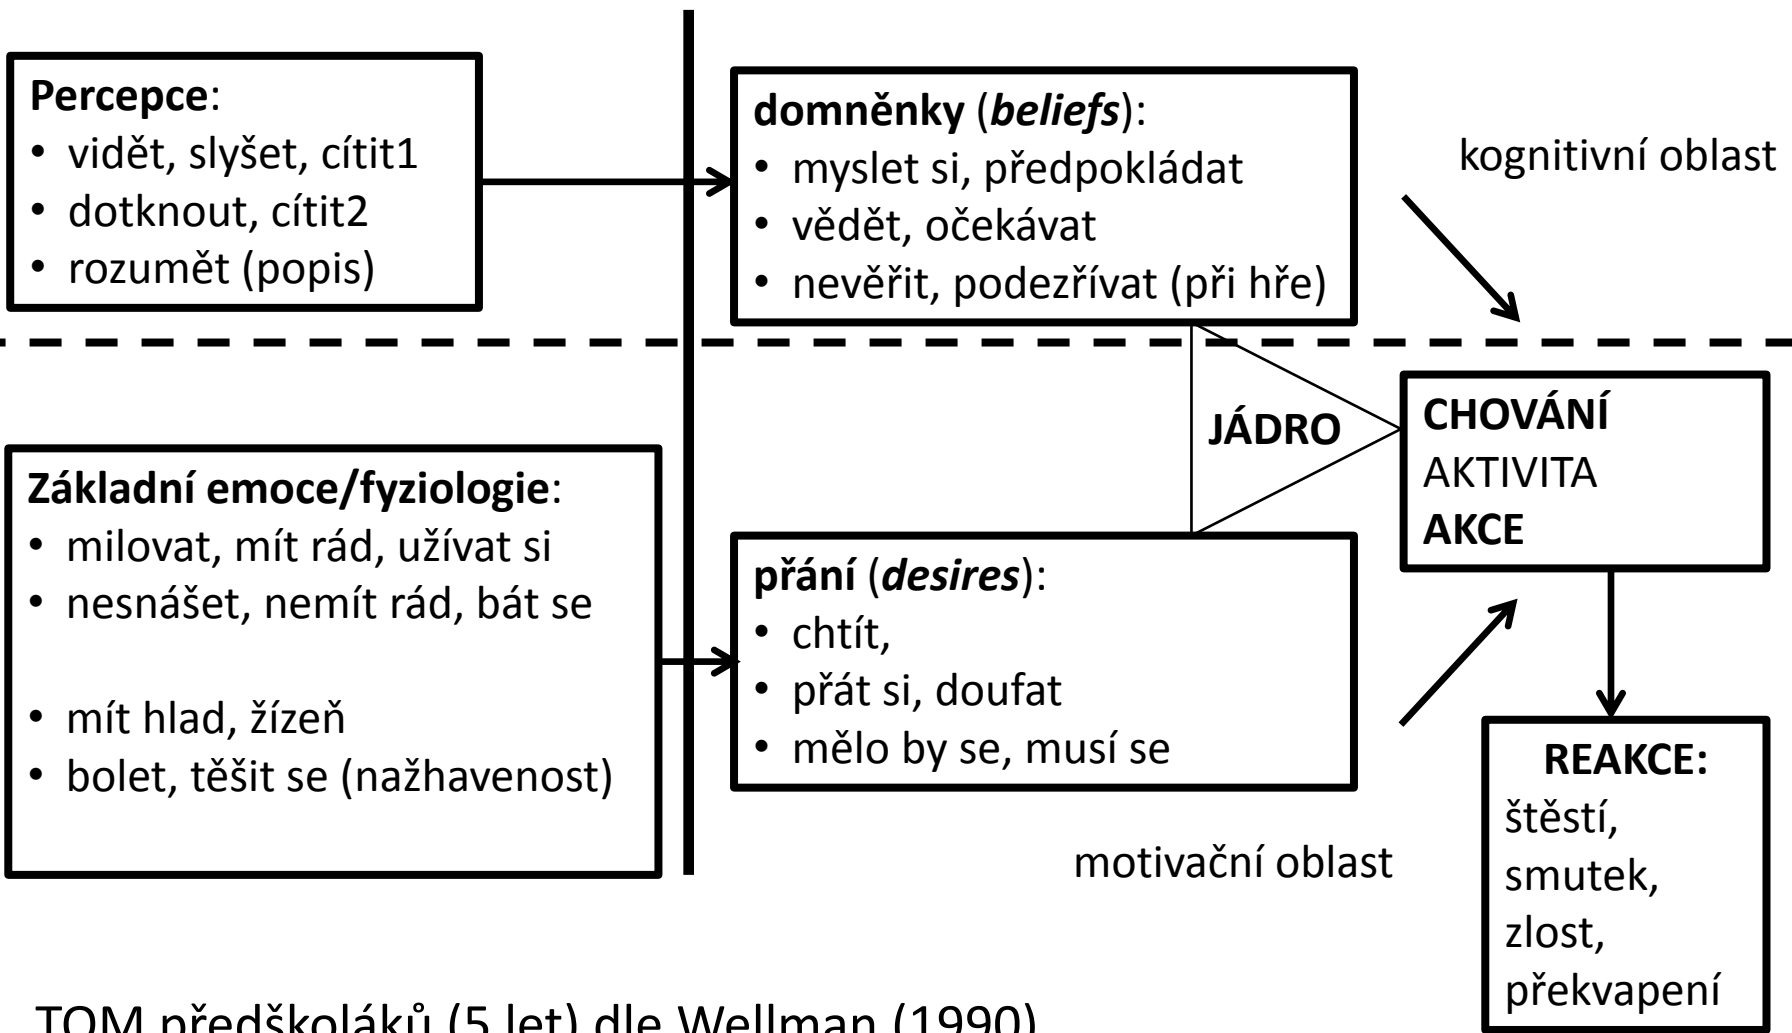 Percepce:
• vidět, slyšet, cítit1
• dotknout, cítit2
• rozumět (popis)
domněnky (beliefs):
• myslet si, předpokládat
• vědět, očekávat
• nevěřit, podezřívat (při hře)
kognitivní oblast
JÁDRO
CHOVÁNÍ
AKTIVITA
AKCE
Základní emoce/fyziologie:
• milovat, mít rád, užívat si
• nesnášet, nemít rád, bát se
• mít hlad, žízeň
• bolet, těšit se (nažhavenost)
přání (desires):
• chtít,
• přát si, doufat
• mělo by se, musí se
motivační oblast
REAKCE:
štěstí,
smutek,
zlost,
překvapení
TOM předškoláků (5 let) dle Wellman (1990)